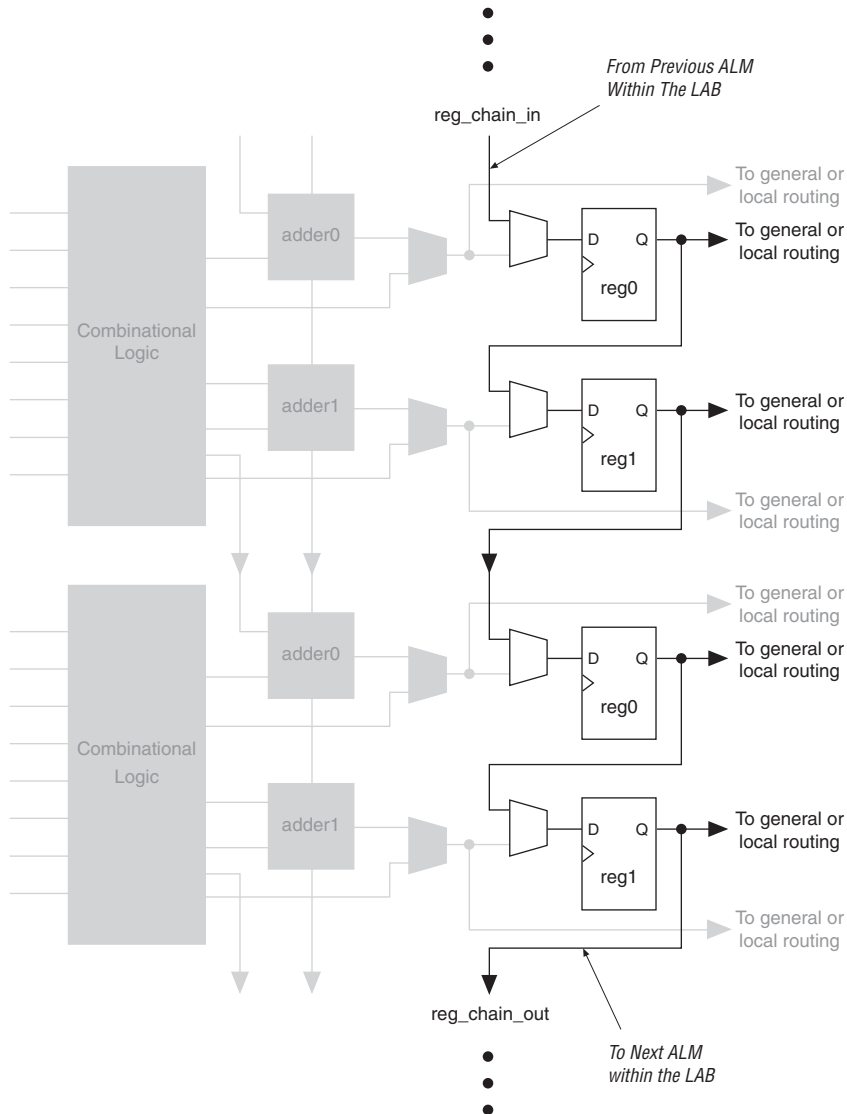 From Previous ALM
Within The LAB
reg_chain_in
To general or
local routing
adder0
D Q
reg0
To general or
local routing
Combinational
Logic
adder1
D Q
reg1
To general or
local routing
To general or
local routing
To general or
local routing
adder0
D Q
reg0
To general or
local routing
Combinational
Logic
adder1
D Q
reg1
To general or
local routing
To general or
local routing
reg_chain_out
To Next ALM
within the LAB